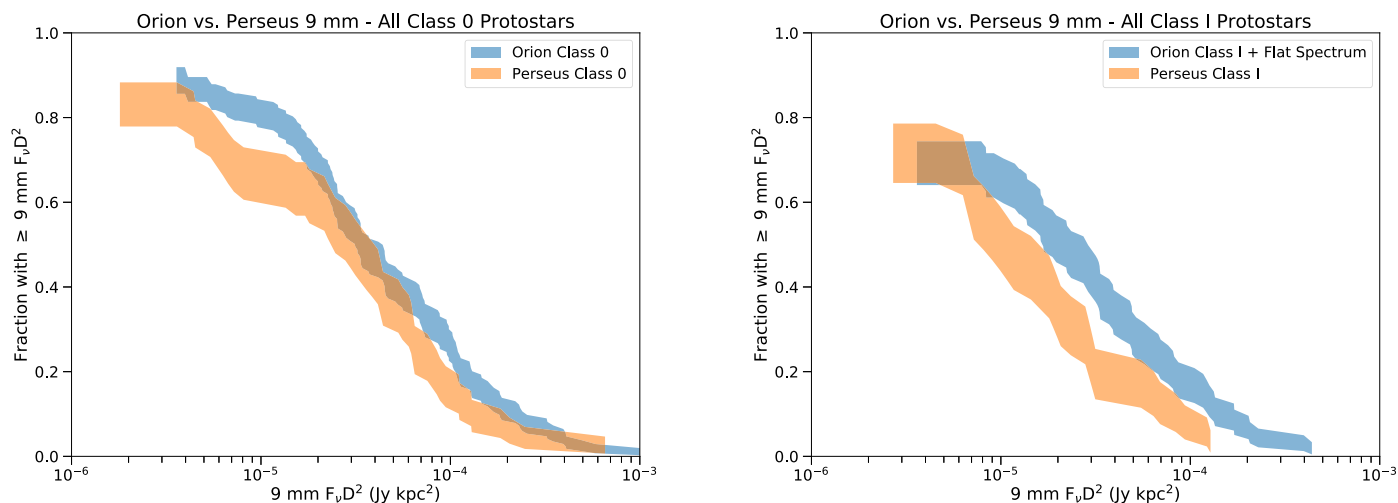 Orion vs. Perseus 9 mm - All Class 0 Protostars
1.0
0.8
0.6
0.4
0.2
0.0
Fraction with ≥ 9 mm FνD²
Orion Class 0
Perseus Class 0
10⁻⁶
10⁻⁵
10⁻⁴
10⁻³
9 mm FνD² (Jy kpc²)
Orion vs. Perseus 9 mm - All Class I Protostars
1.0
0.8
0.6
0.4
0.2
0.0
Fraction with ≥ 9 mm FνD²
Orion Class I + Flat Spectrum
Perseus Class I
10⁻⁶
10⁻⁵
10⁻⁴
10⁻³
9 mm FνD² (Jy kpc²)